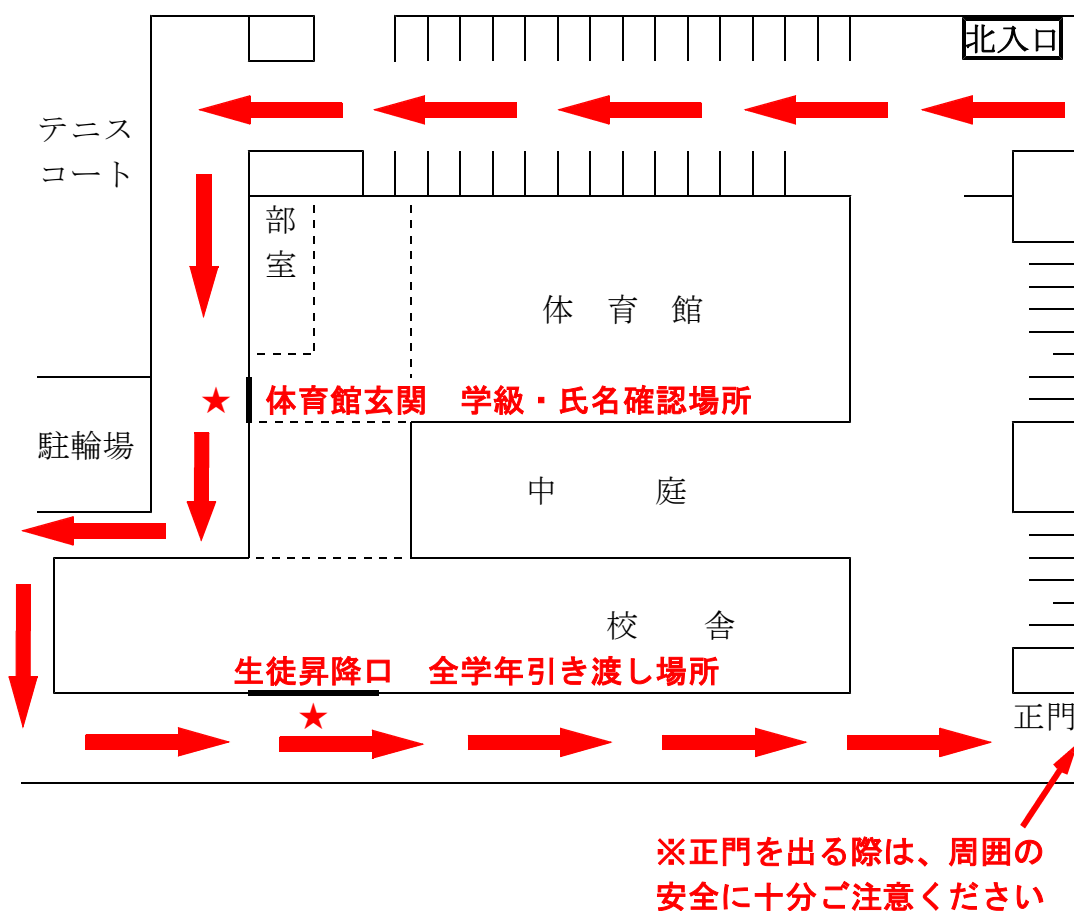 北入口
テニス
コート
部
室
体　育　館
★　体育館玄関　学級・氏名確認場所
駐輪場
中　　　庭
校　　舎
生徒昇降口　全学年引き渡し場所
★
正門
※正門を出る際は、周囲の
安全に十分ご注意ください